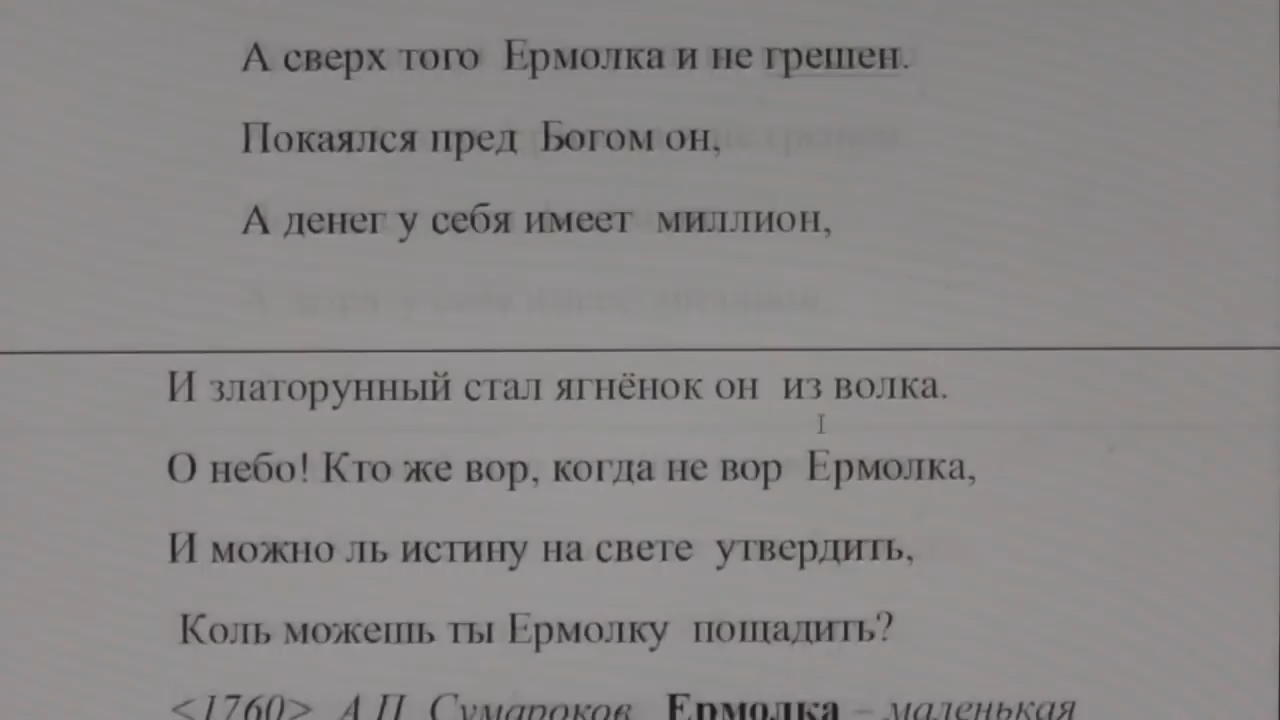 А сверх того Ермолка и не грешен.
Покаялся пред Богом он,
А денег у себя имеет миллион,
И златорунный стал ягнёнок он из волка.
О небо! Кто же вор, когда не вор Ермолка,
И можно ль истину на свете утвердить,
Коль можешь ты Ермолку пощадить?
<1760> А.П. Сумароков Ермолка – маленькая